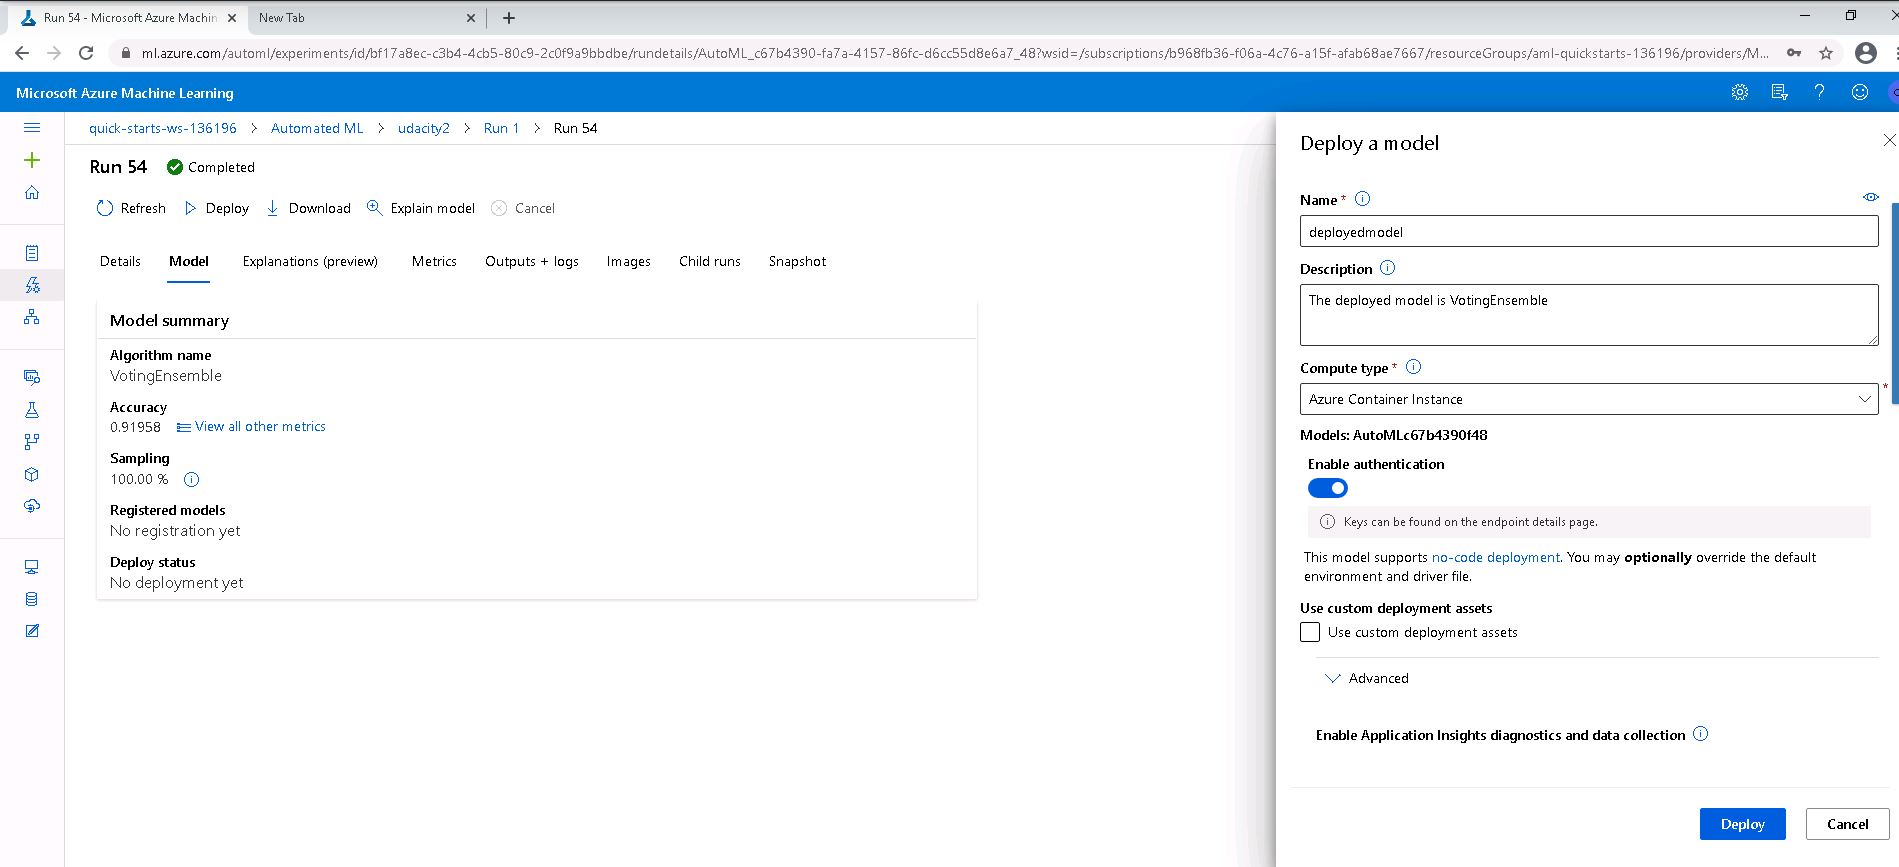 Run 54 - Microsoft Azure Machin
New Tab
ml.azure.com/automl/experiments/id/bf17a8ec-c3b4-4cb5-80c9-2c0f9a9bbdbe/rundetails/AutoML_c67b4390-fa7a-4157-86fc-d6cc55d8e6a7_48?wsid=/subscriptions/b968fb36-f06a-4c76-a15f-afab68ae7667/resourceGroups/aml-quickstarts-136196/providers/M...
Microsoft Azure Machine Learning
quick-starts-ws-136196 > Automated ML > udacity2 > Run 1 > Run 54
Run 54 Completed
Refresh Deploy Download Explain model Cancel
Details Model Explanations (preview) Metrics Outputs + logs Images Child runs Snapshot
Model summary
Algorithm name
VotingEnsemble
Accuracy
0.91958 View all other metrics
Sampling
100.00 %
Registered models
No registration yet
Deploy status
No deployment yet
Deploy a model
Name *
deployedmodel
Description
The deployed model is VotingEnsemble
Compute type *
Azure Container Instance
*
Models: AutoMLc67b4390f48
Enable authentication
Keys can be found on the endpoint details page.
This model supports no-code deployment. You may optionally override the default
environment and driver file.
Use custom deployment assets
Use custom deployment assets
Advanced
Enable Application Insights diagnostics and data collection
Deploy Cancel